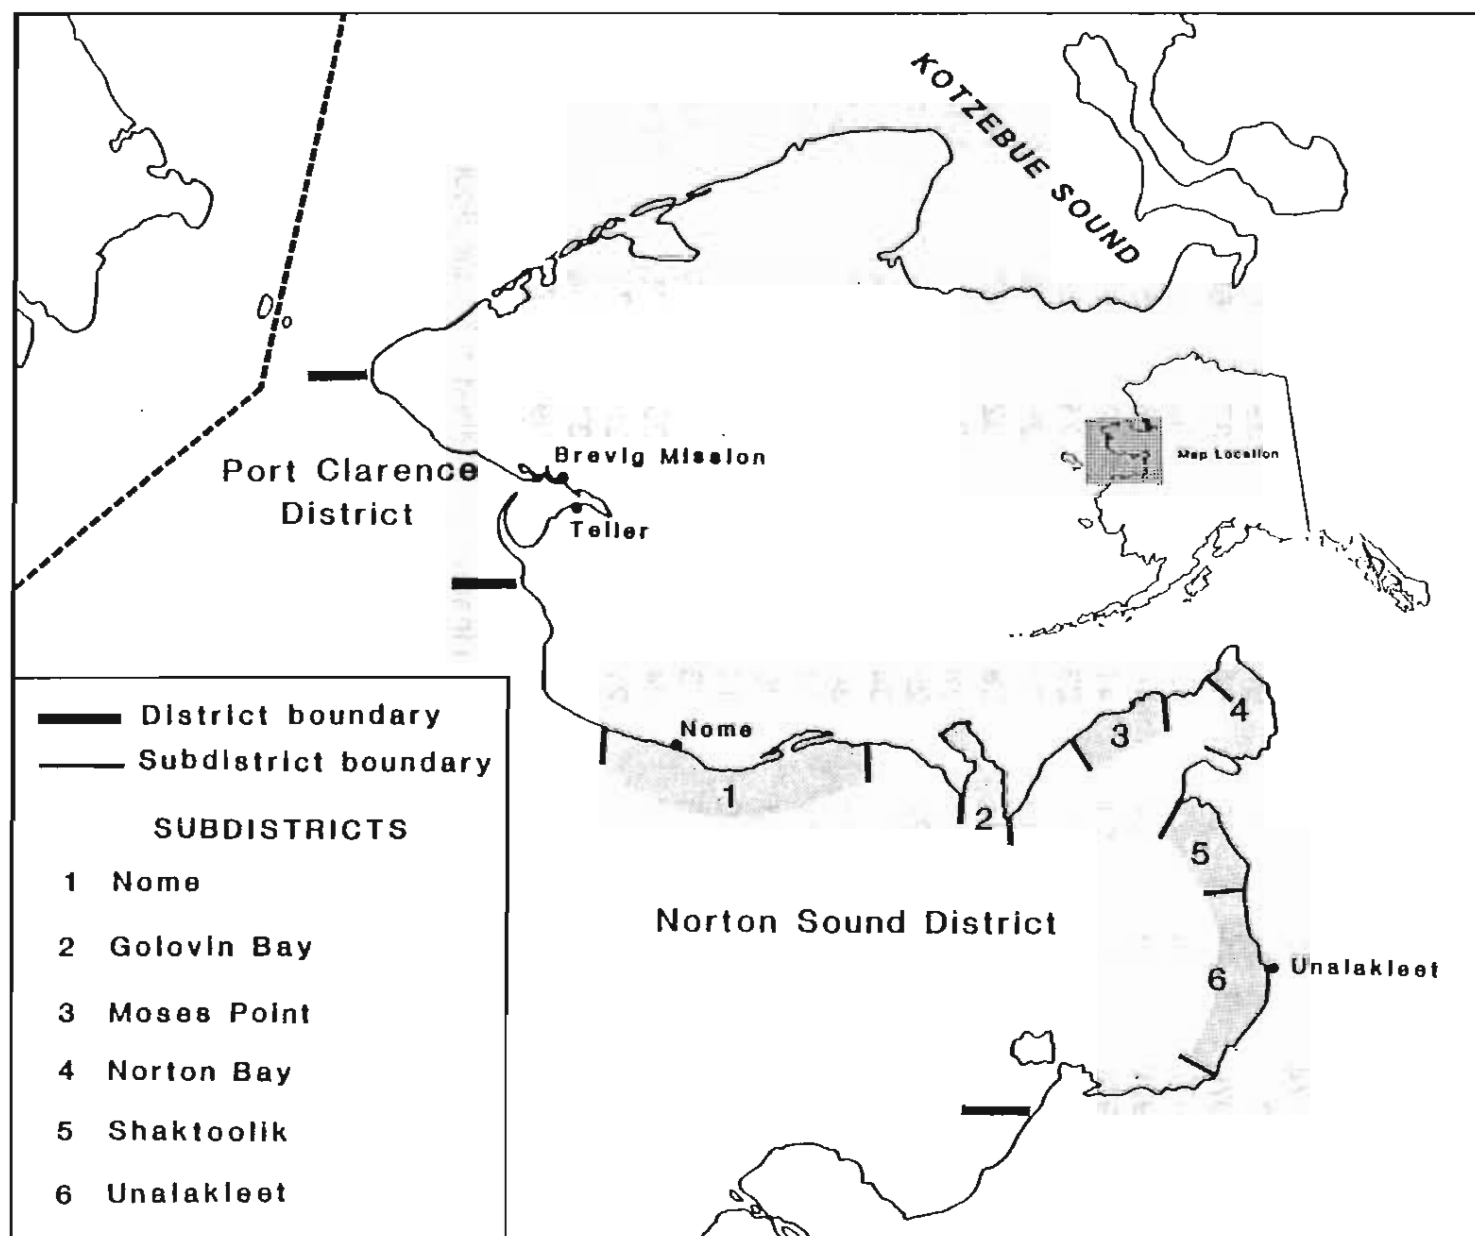 KOTZEBUE SOUND
Map Location
Brevig Mission
Port Clarence
District
Teller
Nome
1
2
3
4
5
6
Norton Sound District
Unalakleet
District boundary
Subdistrict boundary
SUBDISTRICTS
1 Nome
2 Golovin Bay
3 Moses Point
4 Norton Bay
5 Shaktoolik
6 Unalakleet